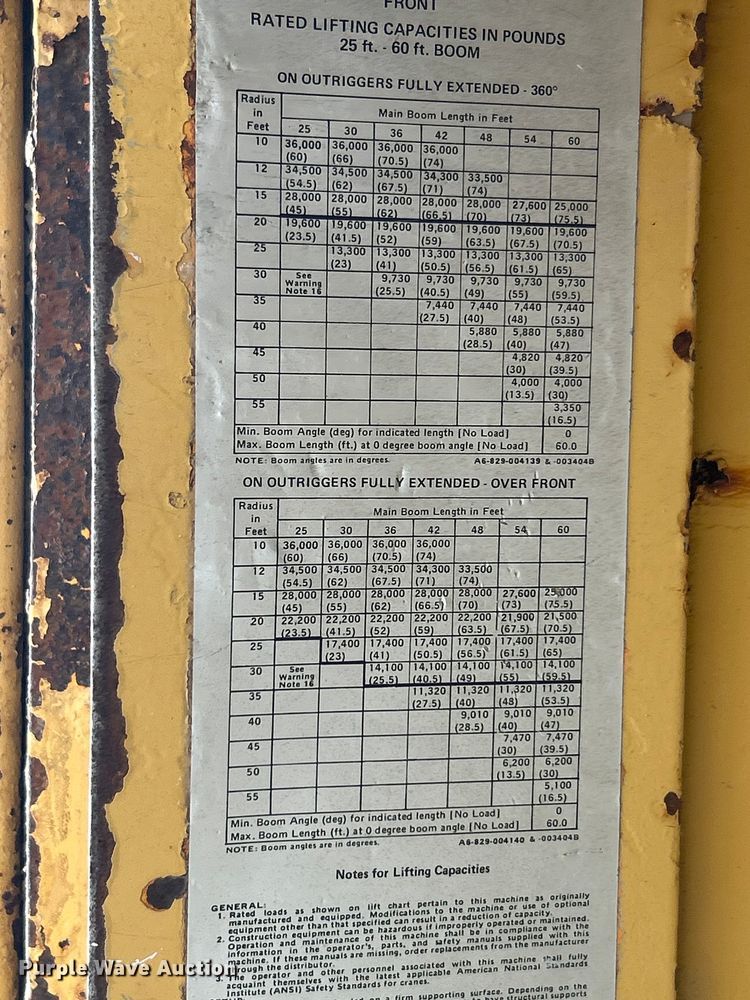 FRONT
RATED LIFTING CAPACITIES IN POUNDS
25 ft. - 60 ft. BOOM
ON OUTRIGGERS FULLY EXTENDED - 360°
Radius in Feet Main Boom Length in Feet
25 30 36 42 48 54 60
10 36,000 36,000 36,000 36,000
(60) (66) (70.5) (74)
12 34,500 34,500 34,500 34,300 33,500
(54.5) (62) (67.5) (71) (74)
15 28,000 28,000 28,000 28,000 28,000 27,600 25,000
(45) (55) (62) (66.5) (70) (73) (75.5)
20 19,600 19,600 19,600 19,600 19,600 19,600 19,600
(23.5) (41.5) (52) (59) (63.5) (67.5) (70.5)
25 13,300 13,300 13,300 13,300 13,300 13,300
(23) (41) (50.5) (56.5) (61.5) (65)
30 See Warning Note 16 9,730 9,730 9,730 9,730 9,730
(25.5) (40.5) (49) (55) (59.5)
35 7,440 7,440 7,440 7,440
(27.5) (40) (48) (53.5)
40 5,880 5,880 5,880
(28.5) (40) (47)
45 4,820 4,820
(30) (39.5)
50 4,000 4,000
(13.5) (30)
55 3,350
(16.5)
Min. Boom Angle (deg) for indicated length [No Load] 0
Max. Boom Length (ft.) at 0 degree boom angle [No Load] 60.0
NOTE: Boom angles are in degrees. A6-829-004139 & -003404B
ON OUTRIGGERS FULLY EXTENDED - OVER FRONT
Radius in Feet Main Boom Length in Feet
25 30 36 42 48 54 60
10 36,000 36,000 36,000 36,000
(60) (66) (70.5) (74)
12 34,500 34,500 34,500 34,300 33,500
(54.5) (62) (67.5) (71) (74)
15 28,000 28,000 28,000 28,000 28,000 27,600 25,000
(45) (55) (62) (66.5) (70) (73) (75.5)
20 22,200 22,200 22,200 22,200 22,200 21,900 21,500
(23.5) (41.5) (52) (59) (63.5) (67.5) (70.5)
25 17,400 17,400 17,400 17,400 17,400 17,400
(23) (41) (50.5) (56.5) (61.5) (65)
30 See Warning Note 16 14,100 14,100 14,100 14,100 14,100
(25.5) (40.5) (49) (55) (59.5)
35 11,320 11,320 11,320 11,320
(27.5) (40) (48) (53.5)
40 9,010 9,010 9,010
(28.5) (40) (47)
45 7,470 7,470
(30) (39.5)
50 6,200 6,200
(13.5) (30)
55 5,100
(16.5)
Min. Boom Angle (deg) for indicated length [No Load] 0
Max. Boom Length (ft.) at 0 degree boom angle [No Load] 60.0
NOTE: Boom angles are in degrees. A6-829-004140 & -003404B
Notes for Lifting Capacities
GENERAL:
1. Rated loads as shown on lift chart pertain to this machine as originally
manufactured and equipped. Modifications to the machine or use of optional
equipment other than that specified can result in a reduction of capacity.
2. Construction equipment can be hazardous if improperly operated or maintained.
Operation and maintenance of this machine shall be in compliance with the
information in the operator's, parts, and safety manuals supplied with this
machine. If these manuals are missing, order replacements from the manufacturer
through the distributor.
3. The operator and other personnel associated with this machine shall fully
acquaint themselves with the latest applicable American National Standards
Institute (ANSI) Safety Standards for cranes.
on a firm supporting surface. Depending on the
to have structural supports
Purple Wave Auction